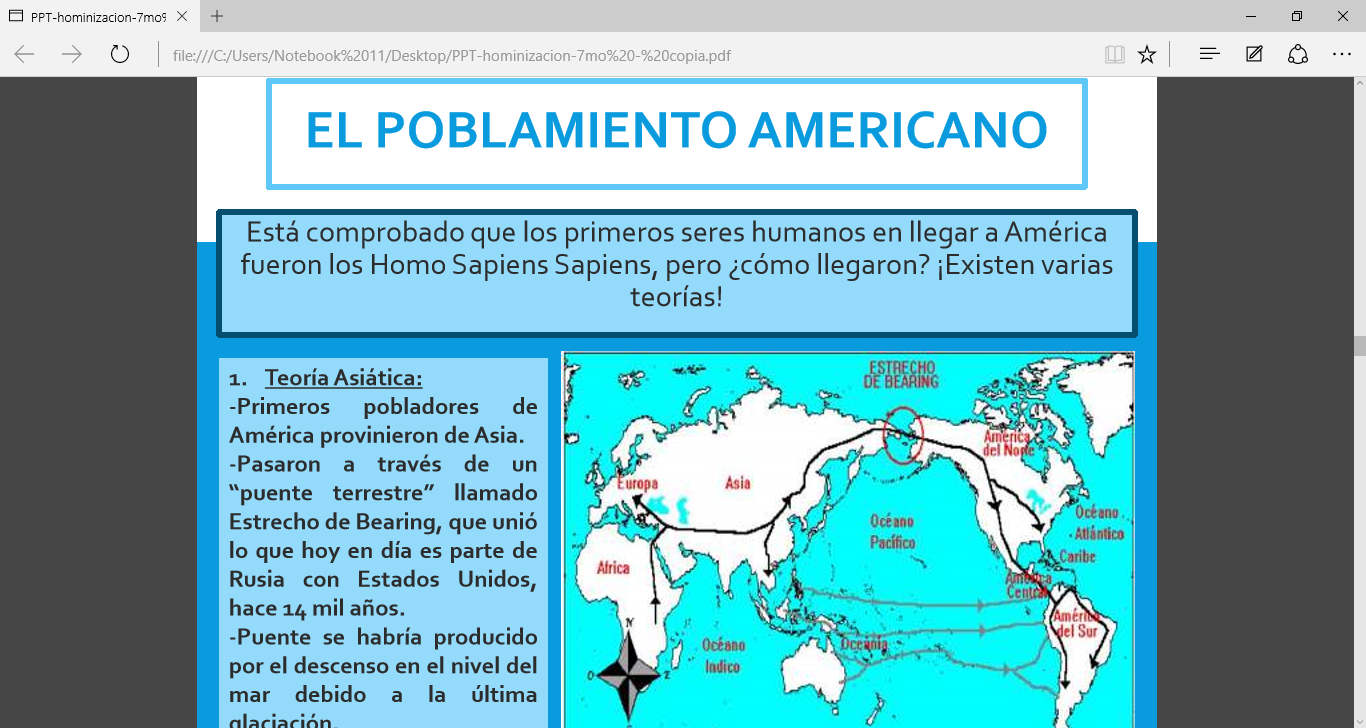 PPT-hominizacion-7moº
file:///C:/Users/Notebook%2011/Desktop/PPT-hominizacion-7mo%20-%20copia.pdf
EL POBLAMIENTO AMERICANO
Está comprobado que los primeros seres humanos en llegar a América
fueron los Homo Sapiens Sapiens, pero ¿cómo llegaron? ¡Existen varias
teorías!
1. Teoría Asiática:
-Primeros pobladores de
América provinieron de Asia.
-Pasaron a través de un
“puente terrestre” llamado
Estrecho de Bearing, que unió
lo que hoy en día es parte de
Rusia con Estados Unidos,
hace 14 mil años.
-Puente se habría producido
por el descenso en el nivel del
mar debido a la última
glaciación.
ESTRECHO
DE BEARING
América
del Norte
Europa
Asia
Océano
Atlántico
Océano
Pacífico
Caribe
Africa
América
Central
América
del Sur
Oceanía
Océano
Indico
N
O
E